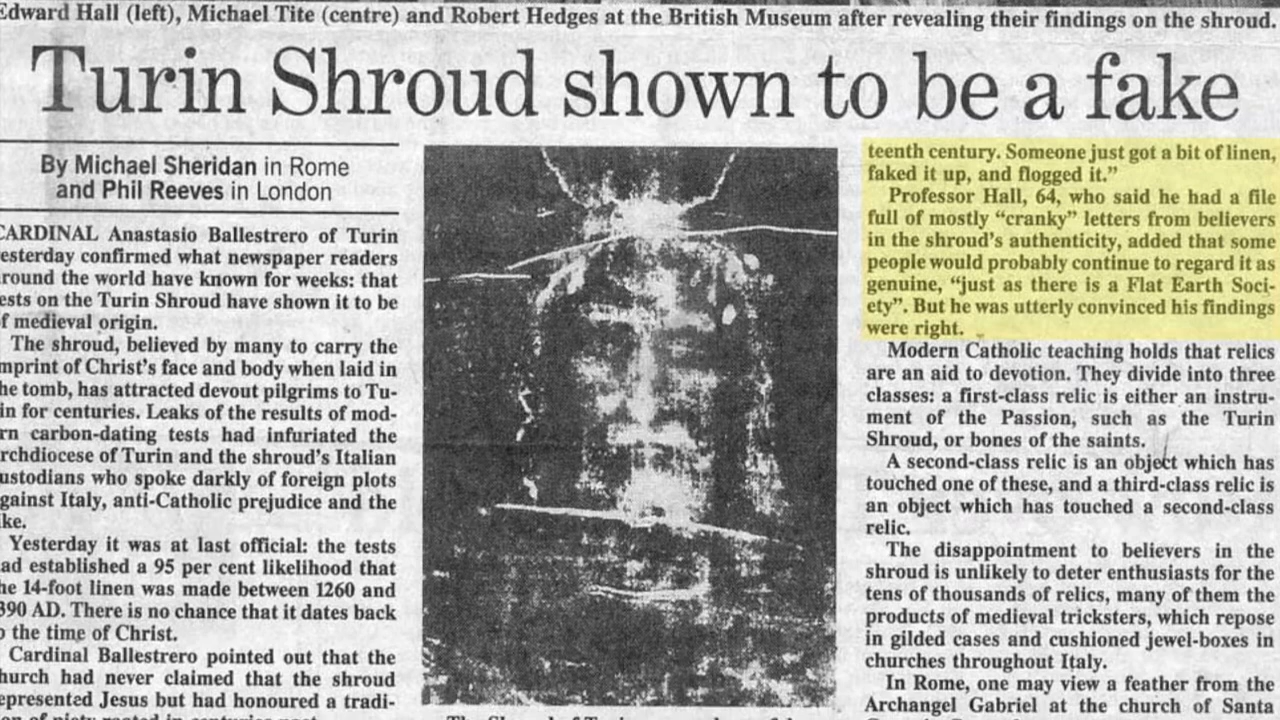 Edward Hall (left), Michael Tite (centre) and Robert Hedges at the British Museum after revealing their findings on the shroud.
Turin Shroud shown to be a fake
By Michael Sheridan in Rome
and Phil Reeves in London
CARDINAL Anastasio Ballestrero of Turin
esterday confirmed what newspaper readers
round the world have known for weeks: that
ests on the Turin Shroud have shown it to be
f medieval origin.
The shroud, believed by many to carry the
mprint of Christ's face and body when laid in
he tomb, has attracted devout pilgrims to Tu-
in for centuries. Leaks of the results of mod-
rn carbon-dating tests had infuriated the
rchdiocese of Turin and the shroud's Italian
ustodians who spoke darkly of foreign plots
gainst Italy, anti-Catholic prejudice and the
ke.
Yesterday it was at last official: the tests
ad established a 95 per cent likelihood that
he 14-foot linen was made between 1260 and
390 AD. There is no chance that it dates back
o the time of Christ.
Cardinal Ballestrero pointed out that the
hurch had never claimed that the shroud
epresented Jesus but had honoured a tradi-
teenth century. Someone just got a bit of linen,
faked it up, and flogged it."
Professor Hall, 64, who said he had a file
full of mostly "cranky" letters from believers
in the shroud's authenticity, added that some
people would probably continue to regard it as
genuine, "just as there is a Flat Earth Soci-
ety". But he was utterly convinced his findings
were right.
Modern Catholic teaching holds that relics
are an aid to devotion. They divide into three
classes: a first-class relic is either an instru-
ment of the Passion, such as the Turin
Shroud, or bones of the saints.
A second-class relic is an object which has
touched one of these, and a third-class relic is
an object which has touched a second-class
relic.
The disappointment to believers in the
shroud is unlikely to deter enthusiasts for the
tens of thousands of relics, many of them the
products of medieval tricksters, which repose
in gilded cases and cushioned jewel-boxes in
churches throughout Italy.
In Rome, one may view a feather from the
Archangel Gabriel at the church of Santa